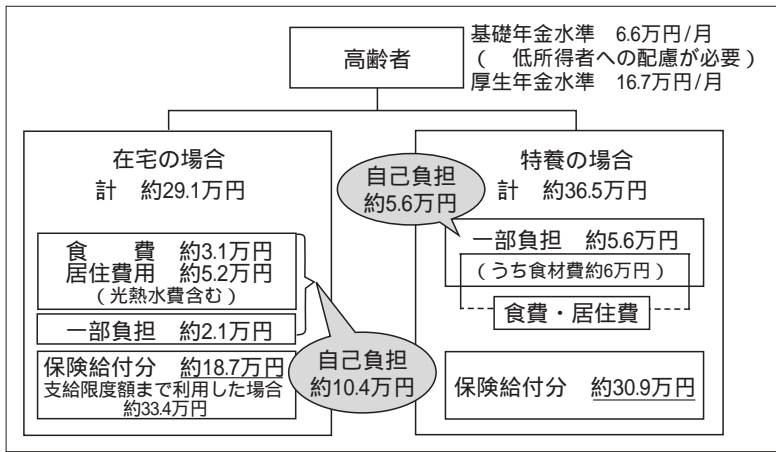 高齢者
基礎年金水準 6.6万円/月
( 低所得者への配慮が必要)
厚生年金水準 16.7万円/月
在宅の場合
計 約29.1万円
食 費 約3.1万円
居住費用 約5.2万円
(光熱水費含む)
一部負担 約2.1万円
保険給付分 約18.7万円
支給限度額まで利用した場合
約33.4万円
自己負担
約10.4万円
特養の場合
計 約36.5万円
自己負担
約5.6万円
一部負担 約5.6万円
(うち食材費約6万円)
食費・居住費
保険給付分 約30.9万円